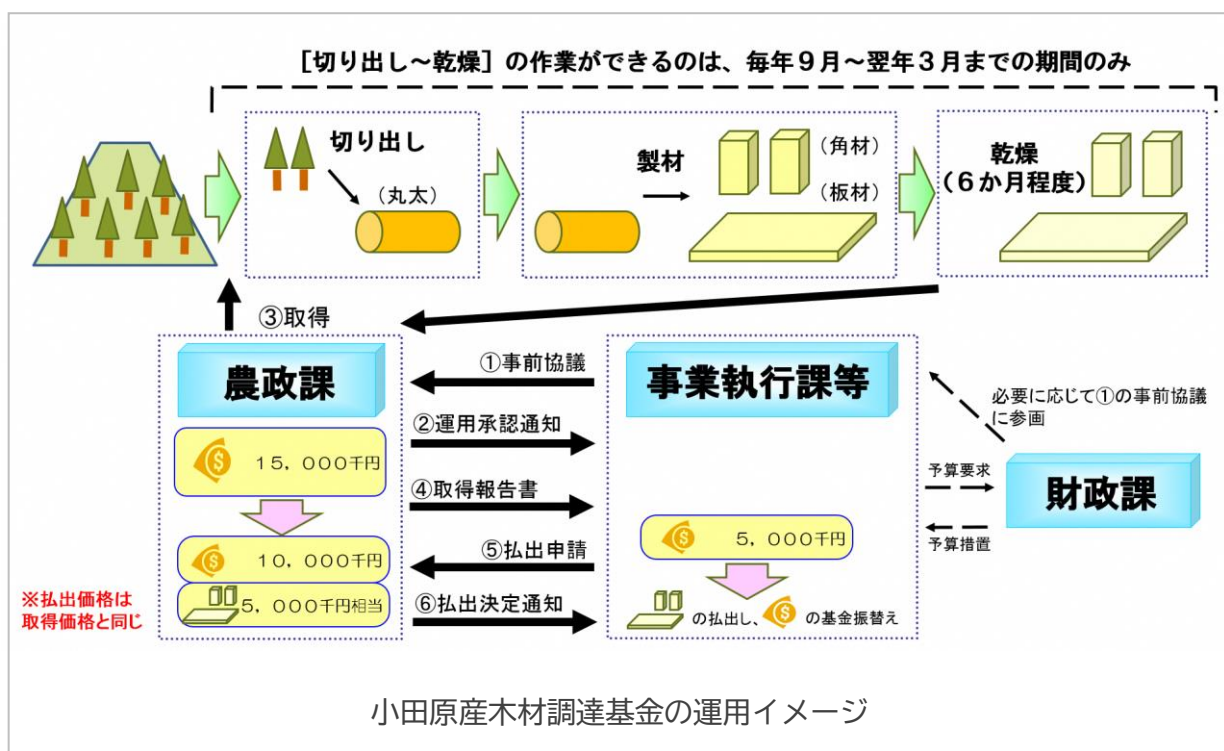 [切り出し～乾燥]の作業ができるのは、毎年９月～翌年３月までの期間のみ
切り出し
（丸太）
製材
（角材）
（板材）
乾燥
（６か月程度）
③取得
農政課
１５，０００千円
１０，０００千円
５，０００千円相当
※払出価格は
取得価格と同じ
①事前協議
②運用承認通知
④取得報告書
⑤払出申請
⑥払出決定通知
事業執行課等
５，０００千円
の払出し、
の基金振替え
必要に応じて①の事前協議
に参画
予算要求
予算措置
財政課
小田原産木材調達基金の運用イメージ